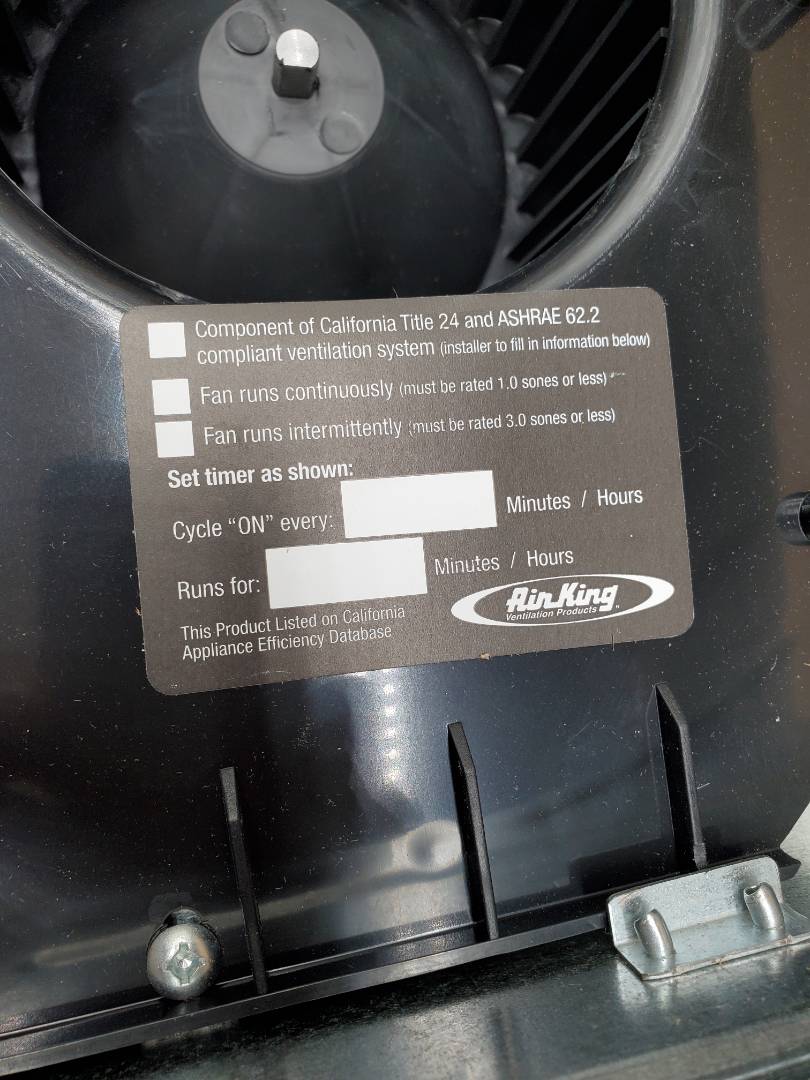 Component of California Title 24 and ASHRAE 62.2
compliant ventilation system (installer to fill in information below)
Fan runs continuously (must be rated 1.0 sones or less)
Fan runs intermittently (must be rated 3.0 sones or less)
Set timer as shown:
Cycle "ON" every: Minutes / Hours
Runs for: Minutes / Hours
This Product Listed on California
Appliance Efficiency Database
Air King™
Ventilation Products